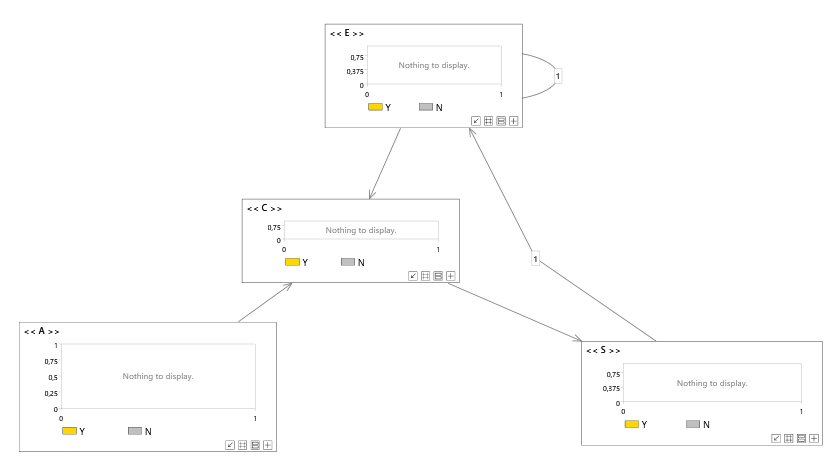 << E >>
0,75
0,375
0
Nothing to display.
0 1
Y N
1
<< C >>
0,75
0
Nothing to display.
0 1
Y N
1
<< A >>
1
0,75
0,5
0,25
0
Nothing to display.
0 1
Y N
<< S >>
0,75
0,375
0
Nothing to display.
0 1
Y N